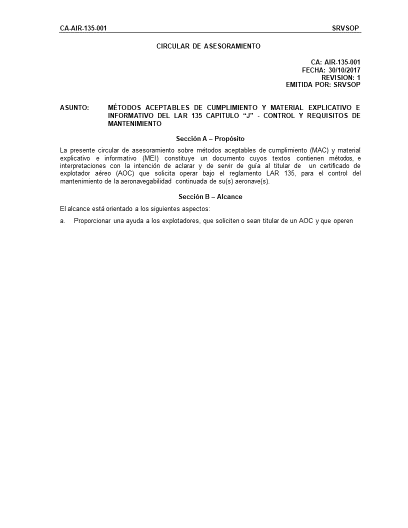 CA-AIR-135-001 SRVSOP
CIRCULAR DE ASESORAMIENTO
CA: AIR-135-001
FECHA: 30/10/2017
REVISION: 1
EMITIDA POR: SRVSOP
ASUNTO: MÉTODOS ACEPTABLES DE CUMPLIMIENTO Y MATERIAL EXPLICATIVO E
INFORMATIVO DEL LAR 135 CAPITULO “J” - CONTROL Y REQUISITOS DE
MANTENIMIENTO
Sección A – Propósito
La presente circular de asesoramiento sobre métodos aceptables de cumplimiento (MAC) y material
explicativo e informativo (MEI) constituye un documento cuyos textos contienen métodos, e
interpretaciones con la intención de aclarar y de servir de guía al titular de un certificado de
explotador aéreo (AOC) que solicita operar bajo el reglamento LAR 135, para el control del
mantenimiento de la aeronavegabilidad continuada de su(s) aeronave(s).
Sección B – Alcance
El alcance está orientado a los siguientes aspectos:
a. Proporcionar una ayuda a los explotadores, que soliciten o sean titular de un AOC y que operen